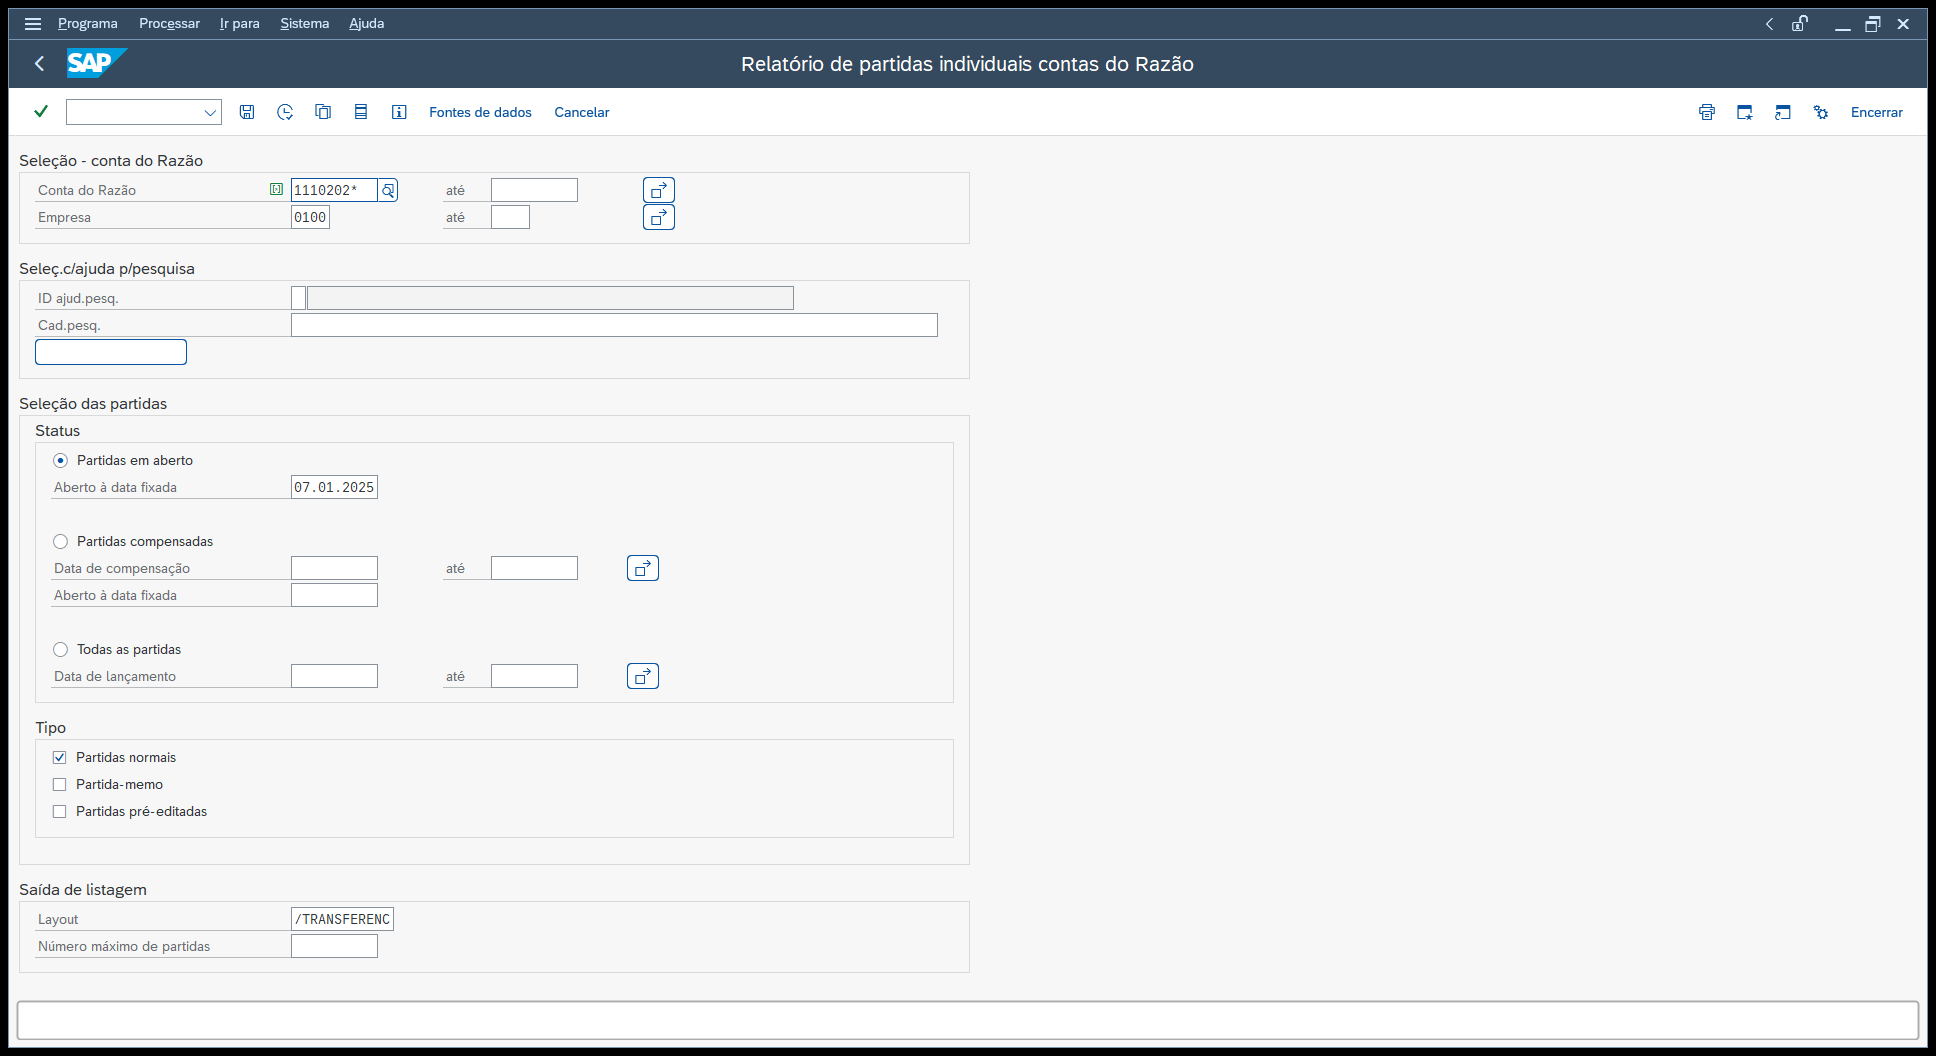 Programa Processar Ir para Sistema Ajuda
SAP Relatório de partidas individuais contas do Razão
Fontes de dados Cancelar Encerrar
Seleção - conta do Razão
Conta do Razão 1110202* até
Empresa 0100 até
Seleç.c/ajuda p/pesquisa
ID ajud.pesq.
Cad.pesq.
Seleção das partidas
Status
Partidas em aberto
Aberto à data fixada 07.01.2025
Partidas compensadas
Data de compensação até
Aberto à data fixada
Todas as partidas
Data de lançamento até
Tipo
Partidas normais
Partida-memo
Partidas pré-editadas
Saída de listagem
Layout /TRANSFERENC
Número máximo de partidas